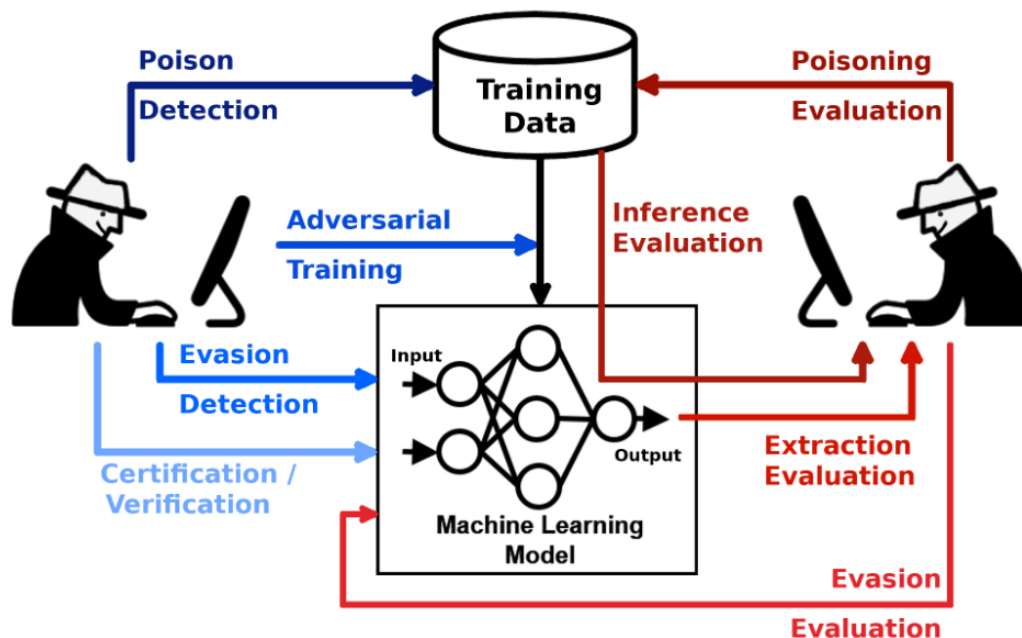 Poison
Detection
Training
Data
Poisoning
Evaluation
Adversarial
Training
Inference
Evaluation
Input
Output
Evasion
Detection
Certification /
Verification
Extraction
Evaluation
Machine Learning
Model
Evasion
Evaluation